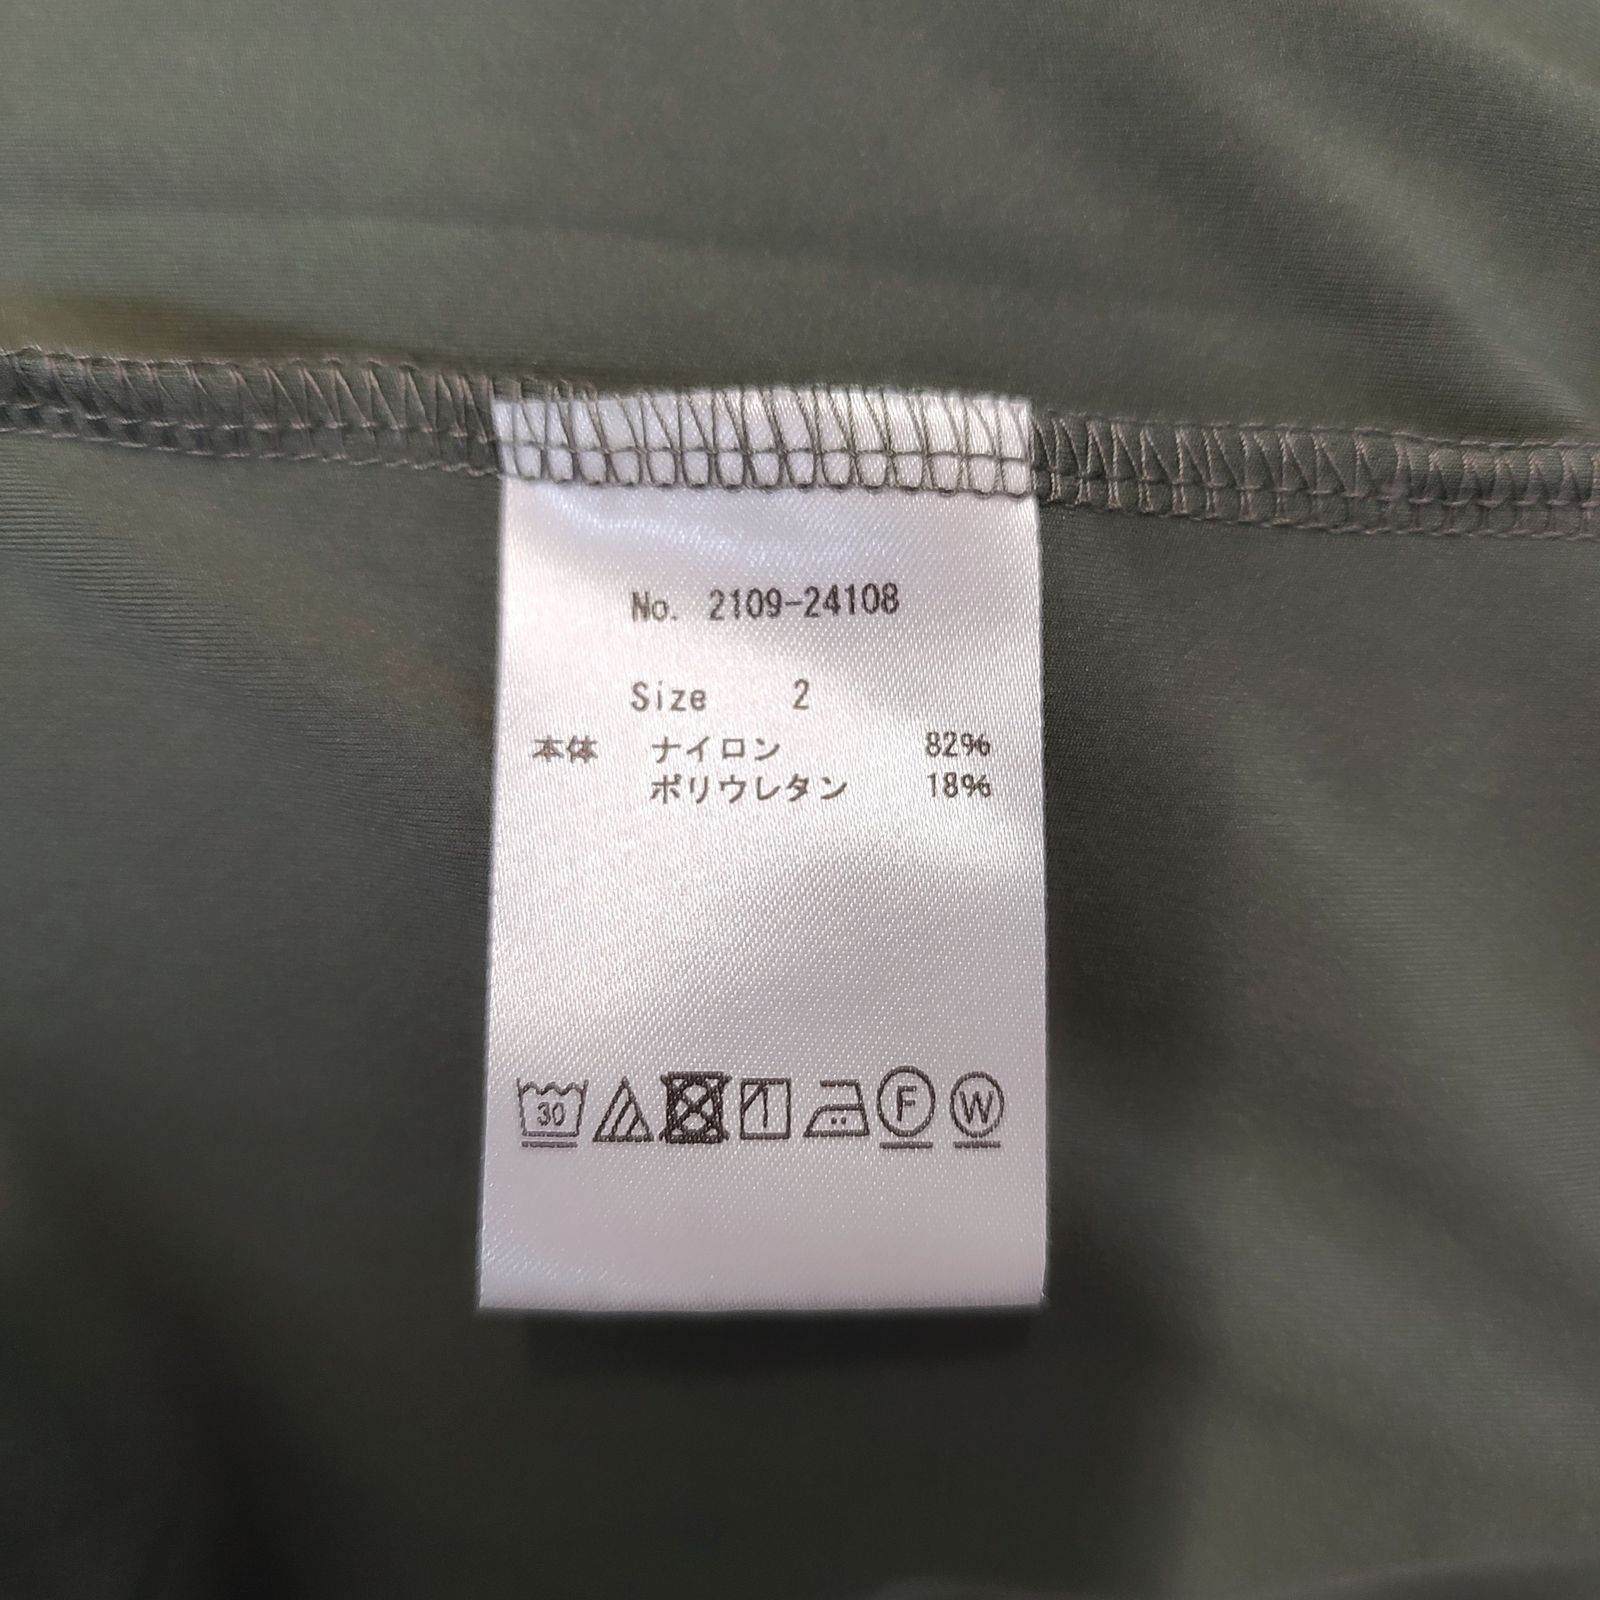 No. 2109-24108
Size 2
本体 ナイロン 82%
ポリウレタン 18%
30 F W